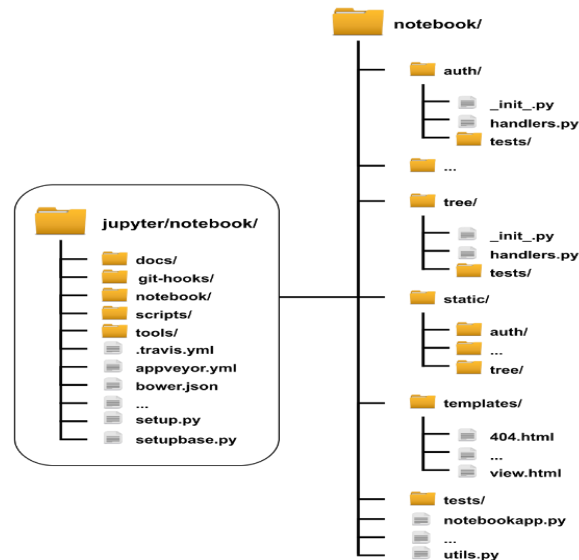 jupyter/notebook/
docs/
git-hooks/
notebook/
scripts/
tools/
.travis.yml
appveyor.yml
bower.json
...
setup.py
setupbase.py
notebook/
auth/
_init_.py
handlers.py
tests/
...
tree/
_init_.py
handlers.py
tests/
static/
auth/
...
tree/
templates/
404.html
...
view.html
tests/
notebookapp.py
...
utils.py